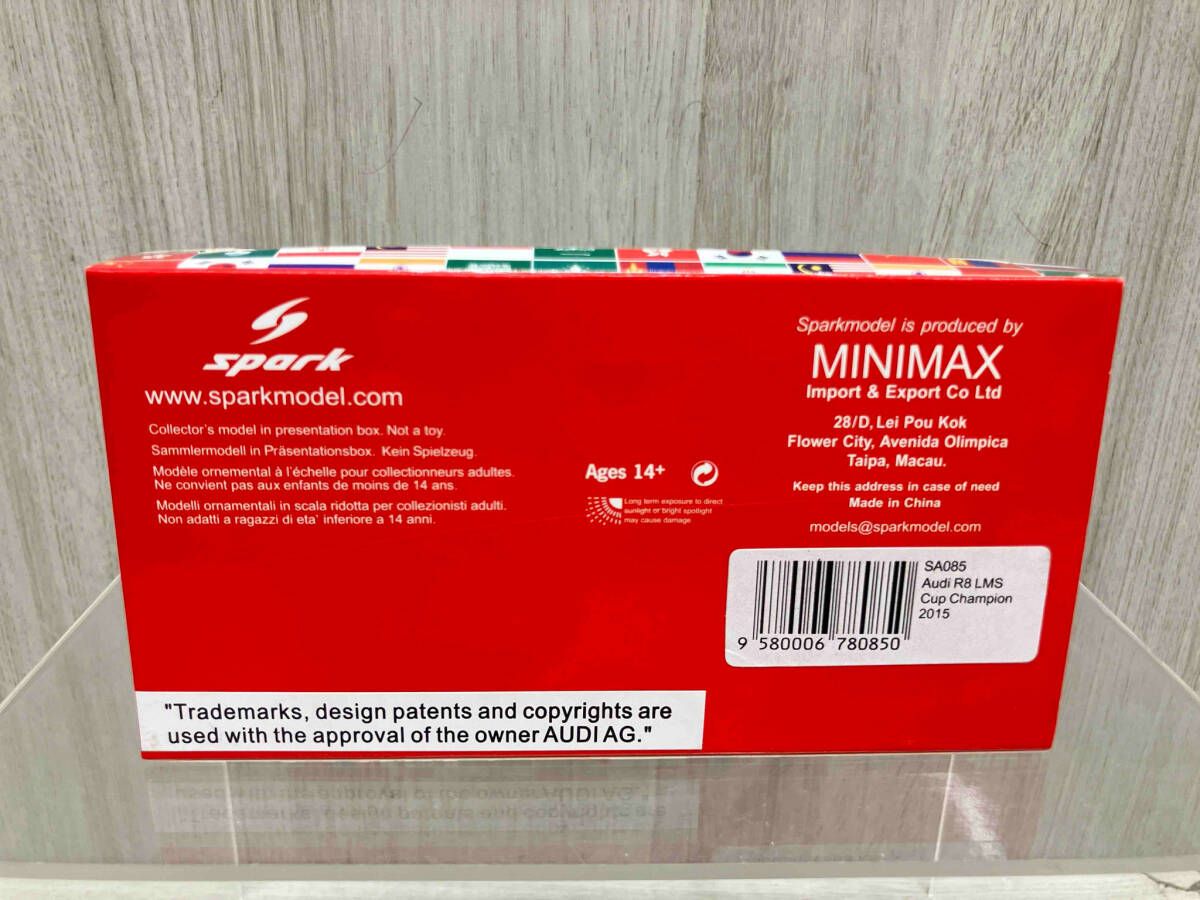 spark
www.sparkmodel.com
Collector's model in presentation box. Not a toy.
Sammlermodell in Präsentationsbox. Kein Spielzeug.
Modèle ornemental à l'échelle pour collectionneurs adultes.
Ne convient pas aux enfants de moins de 14 ans.
Modelli ornamentali in scala ridotta per collezionisti adulti.
Non adatti a ragazzi di eta' inferiore a 14 anni.
Ages 14+
Long term exposure to direct
sunlight or bright spotlight
may cause damage
Sparkmodel is produced by
MINIMAX
Import & Export Co Ltd
28/D, Lei Pou Kok
Flower City, Avenida Olimpica
Taipa, Macau.
Keep this address in case of need
Made in China
models@sparkmodel.com
SA085
Audi R8 LMS
Cup Champion
2015
9 580006 780850
"Trademarks, design patents and copyrights are
used with the approval of the owner AUDI AG."